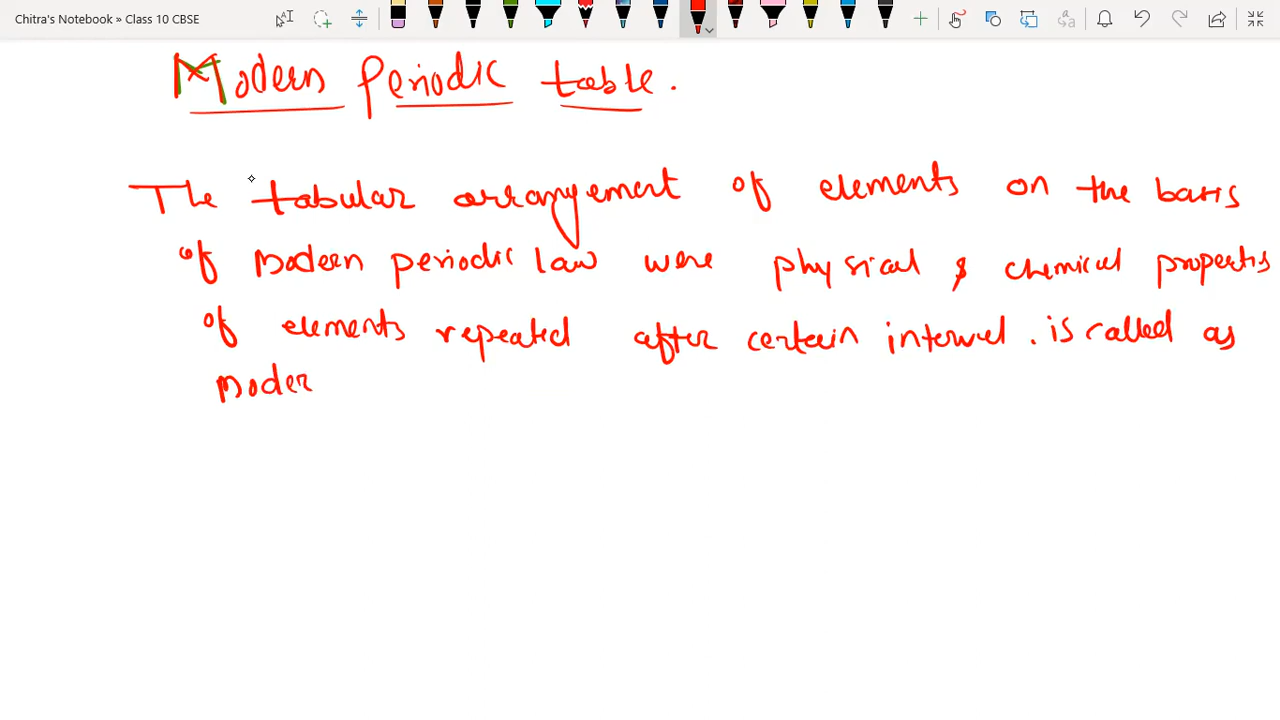 Chitra's Notebook » Class 10 CBSE
Modern Periodic table.
The tabular arrangement of elements on the basis
of modern periodic law were physical & chemical properties
of elements repeated after certain interval. is called as
moder